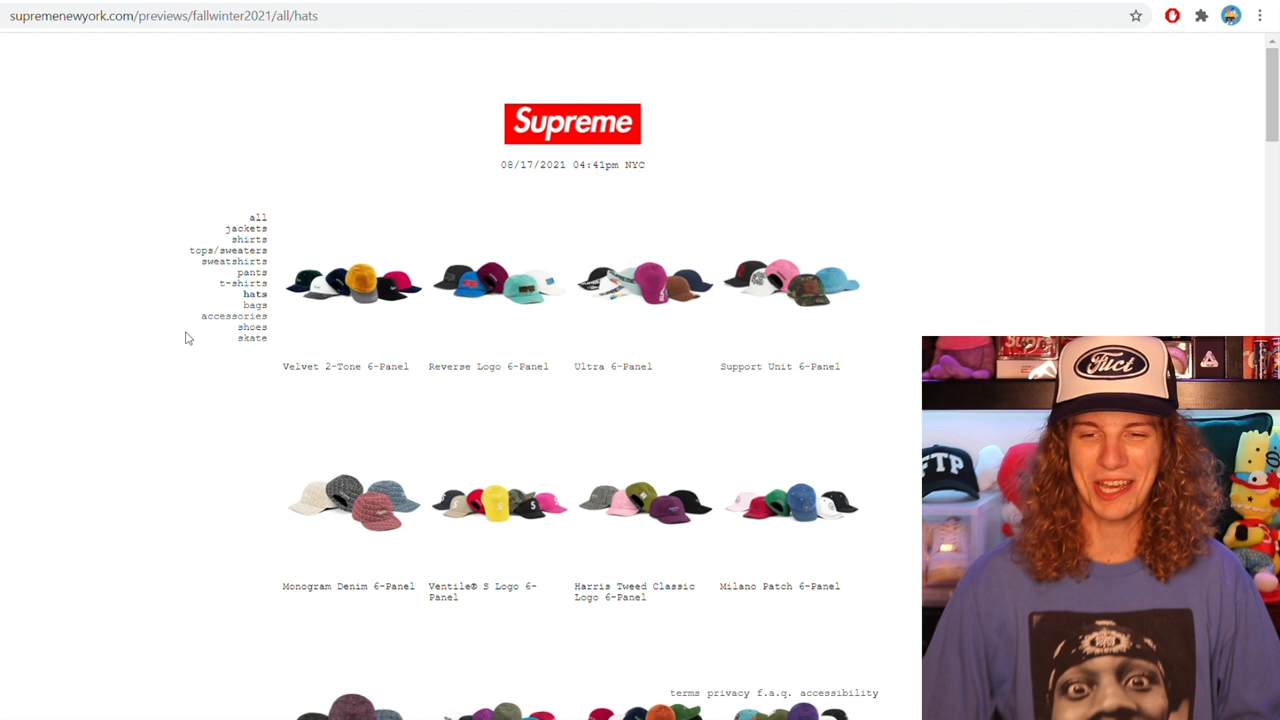 supremenewyork.com/previews/fallwinter2021/all/hats
Supreme
08/17/2021 04:41pm NYC
all
jackets
shirts
tops/sweaters
sweatshirts
pants
t-shirts
hats
bags
accessories
shoes
skate
Velvet 2-Tone 6-Panel
Reverse Logo 6-Panel
Ultra 6-Panel
Support Unit 6-Panel
Monogram Denim 6-Panel
Ventile® S Logo 6-
Panel
Harris Tweed Classic
Logo 6-Panel
Milano Patch 6-Panel
terms privacy f.a.q. accessibility
Fuct
FTP